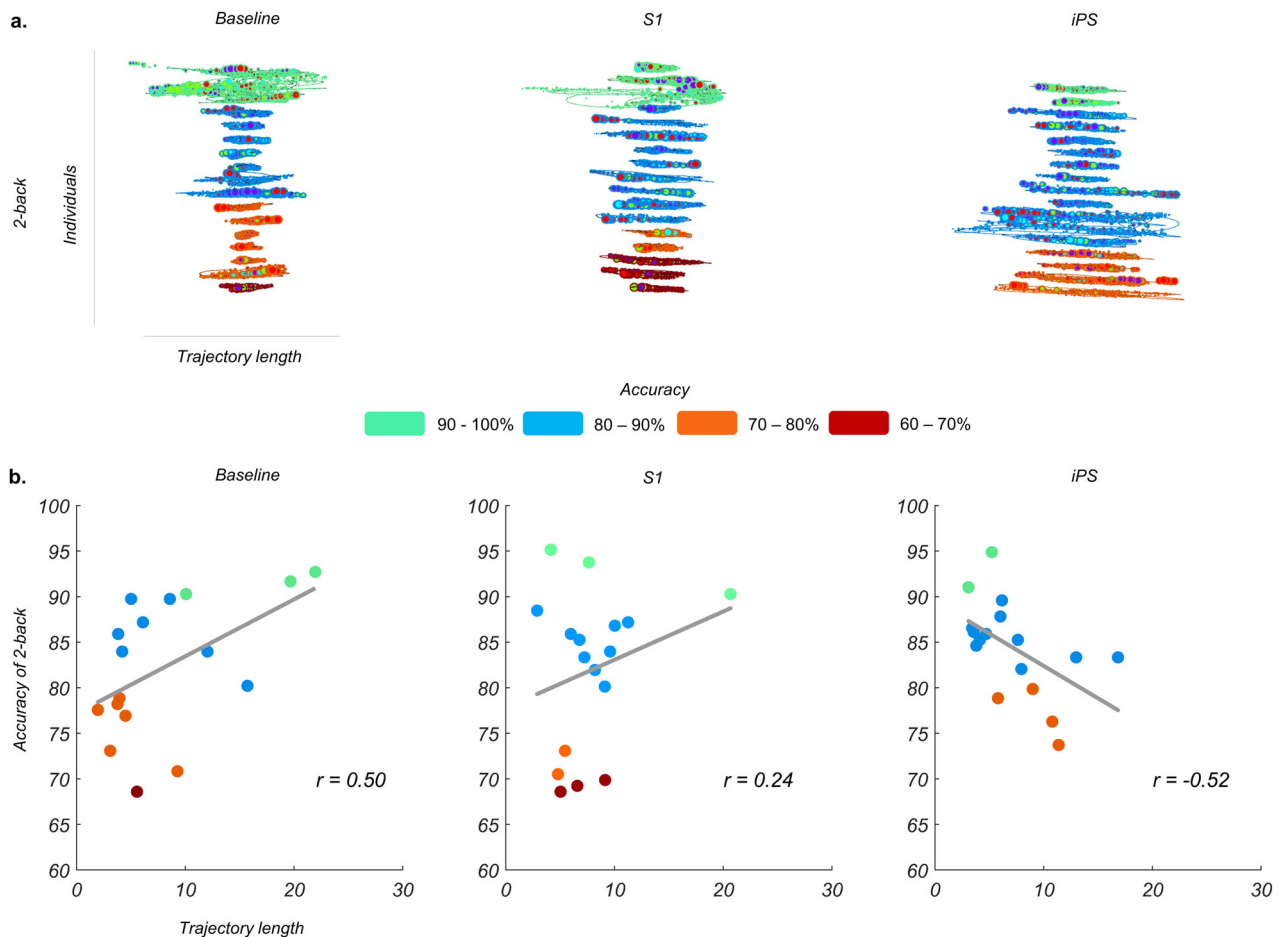 a.
Baseline
S1
iPS
2-back
Individuals
Trajectory length
Accuracy
90 - 100%
80 – 90%
70 – 80%
60 – 70%
b.
Baseline
S1
iPS
Accuracy of 2-back
100
95
90
85
80
75
70
65
60
r = 0.50
0
10
20
30
Trajectory length
100
95
90
85
80
75
70
65
60
r = 0.24
0
10
20
30
100
95
90
85
80
75
70
65
60
r = -0.52
0
10
20
30